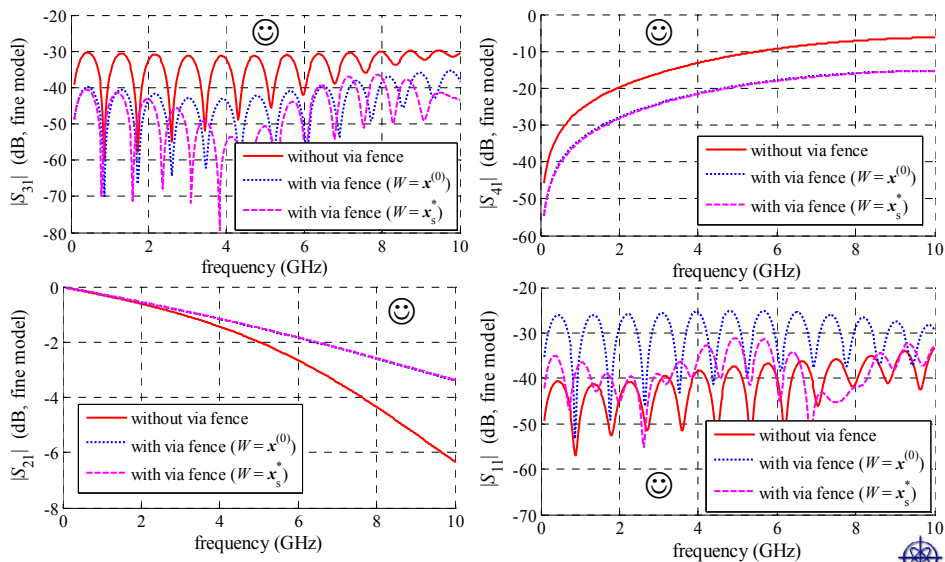 -20
-30
-40
-50
-60
-70
-80
|S31| (dB, fine model)
without via fence
with via fence (W = x(0))
with via fence (W = xs*)
0 2 4 6 8 10
frequency (GHz)
0
-10
-20
-30
-40
-50
-60
|S41| (dB, fine model)
without via fence
with via fence (W = x(0))
with via fence (W = xs*)
0 2 4 6 8 10
frequency (GHz)
0
-2
-4
-6
-8
|S21| (dB, fine model)
without via fence
with via fence (W = x(0))
with via fence (W = xs*)
0 2 4 6 8 10
frequency (GHz)
-20
-30
-40
-50
-60
-70
|S11| (dB, fine model)
without via fence
with via fence (W = x(0))
with via fence (W = xs*)
0 2 4 6 8 10
frequency (GHz)